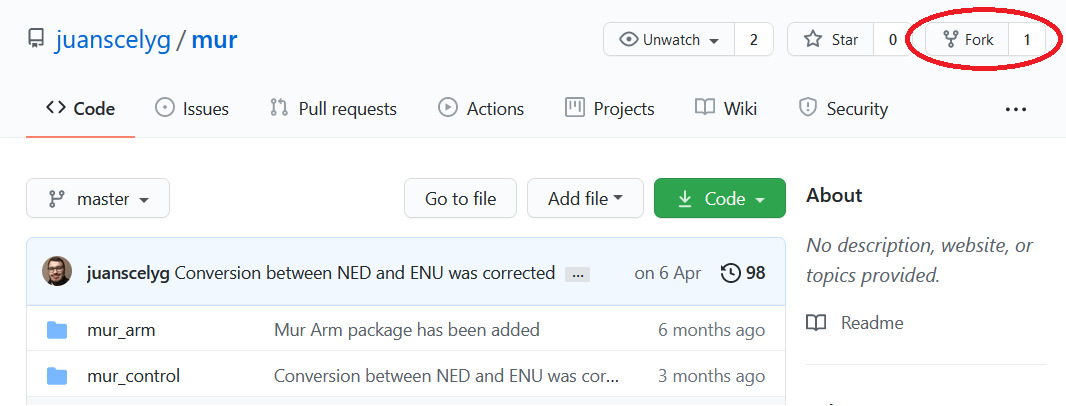 juanscelyg / mur
Unwatch 2 Star 0 Fork 1
Code Issues Pull requests Actions Projects Wiki Security ...
master Go to file Add file Code
About
No description, website, or
topics provided.
juanscelyg Conversion between NED and ENU was corrected ... on 6 Apr 98
Readme
mur_arm Mur Arm package has been added 6 months ago
mur_control Conversion between NED and ENU was cor... 3 months ago